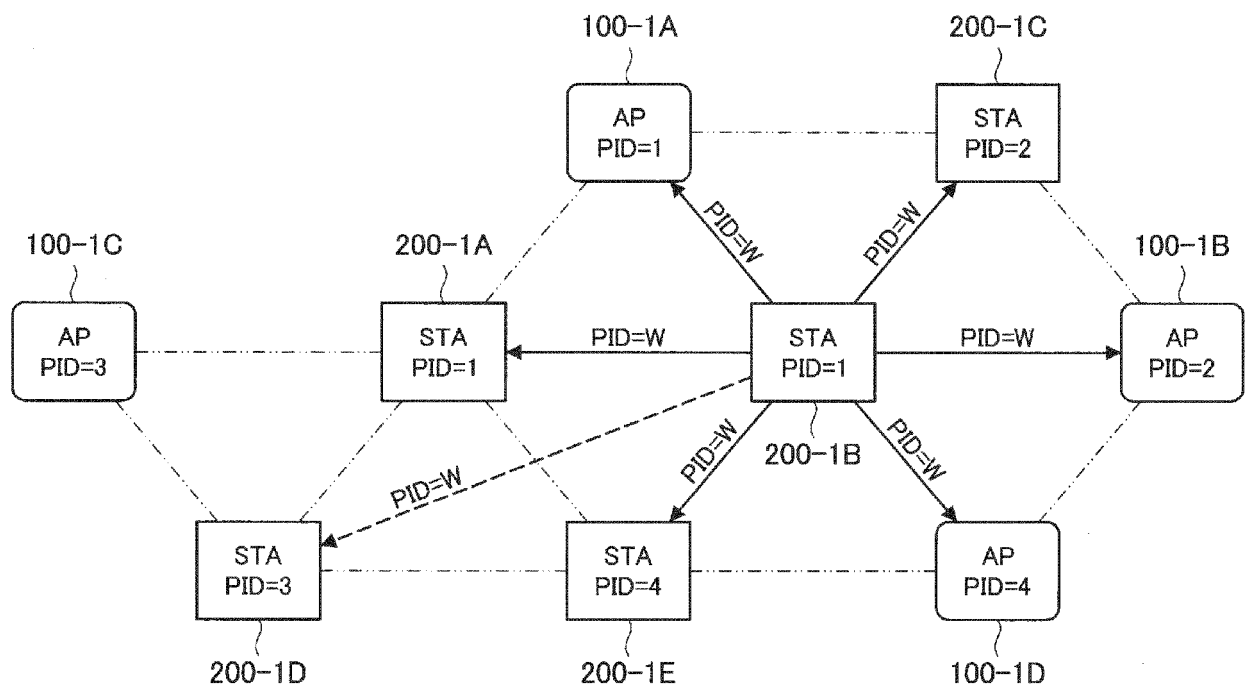 100-1A
200-1C
AP
PID=1
STA
PID=2
PID=W
PID=W
100-1C
200-1A
100-1B
AP
PID=3
STA
PID=1
PID=W
STA
PID=1
PID=W
AP
PID=2
200-1B
PID=W
PID=W
PID=W
STA
PID=3
STA
PID=4
AP
PID=4
200-1D
200-1E
100-1D